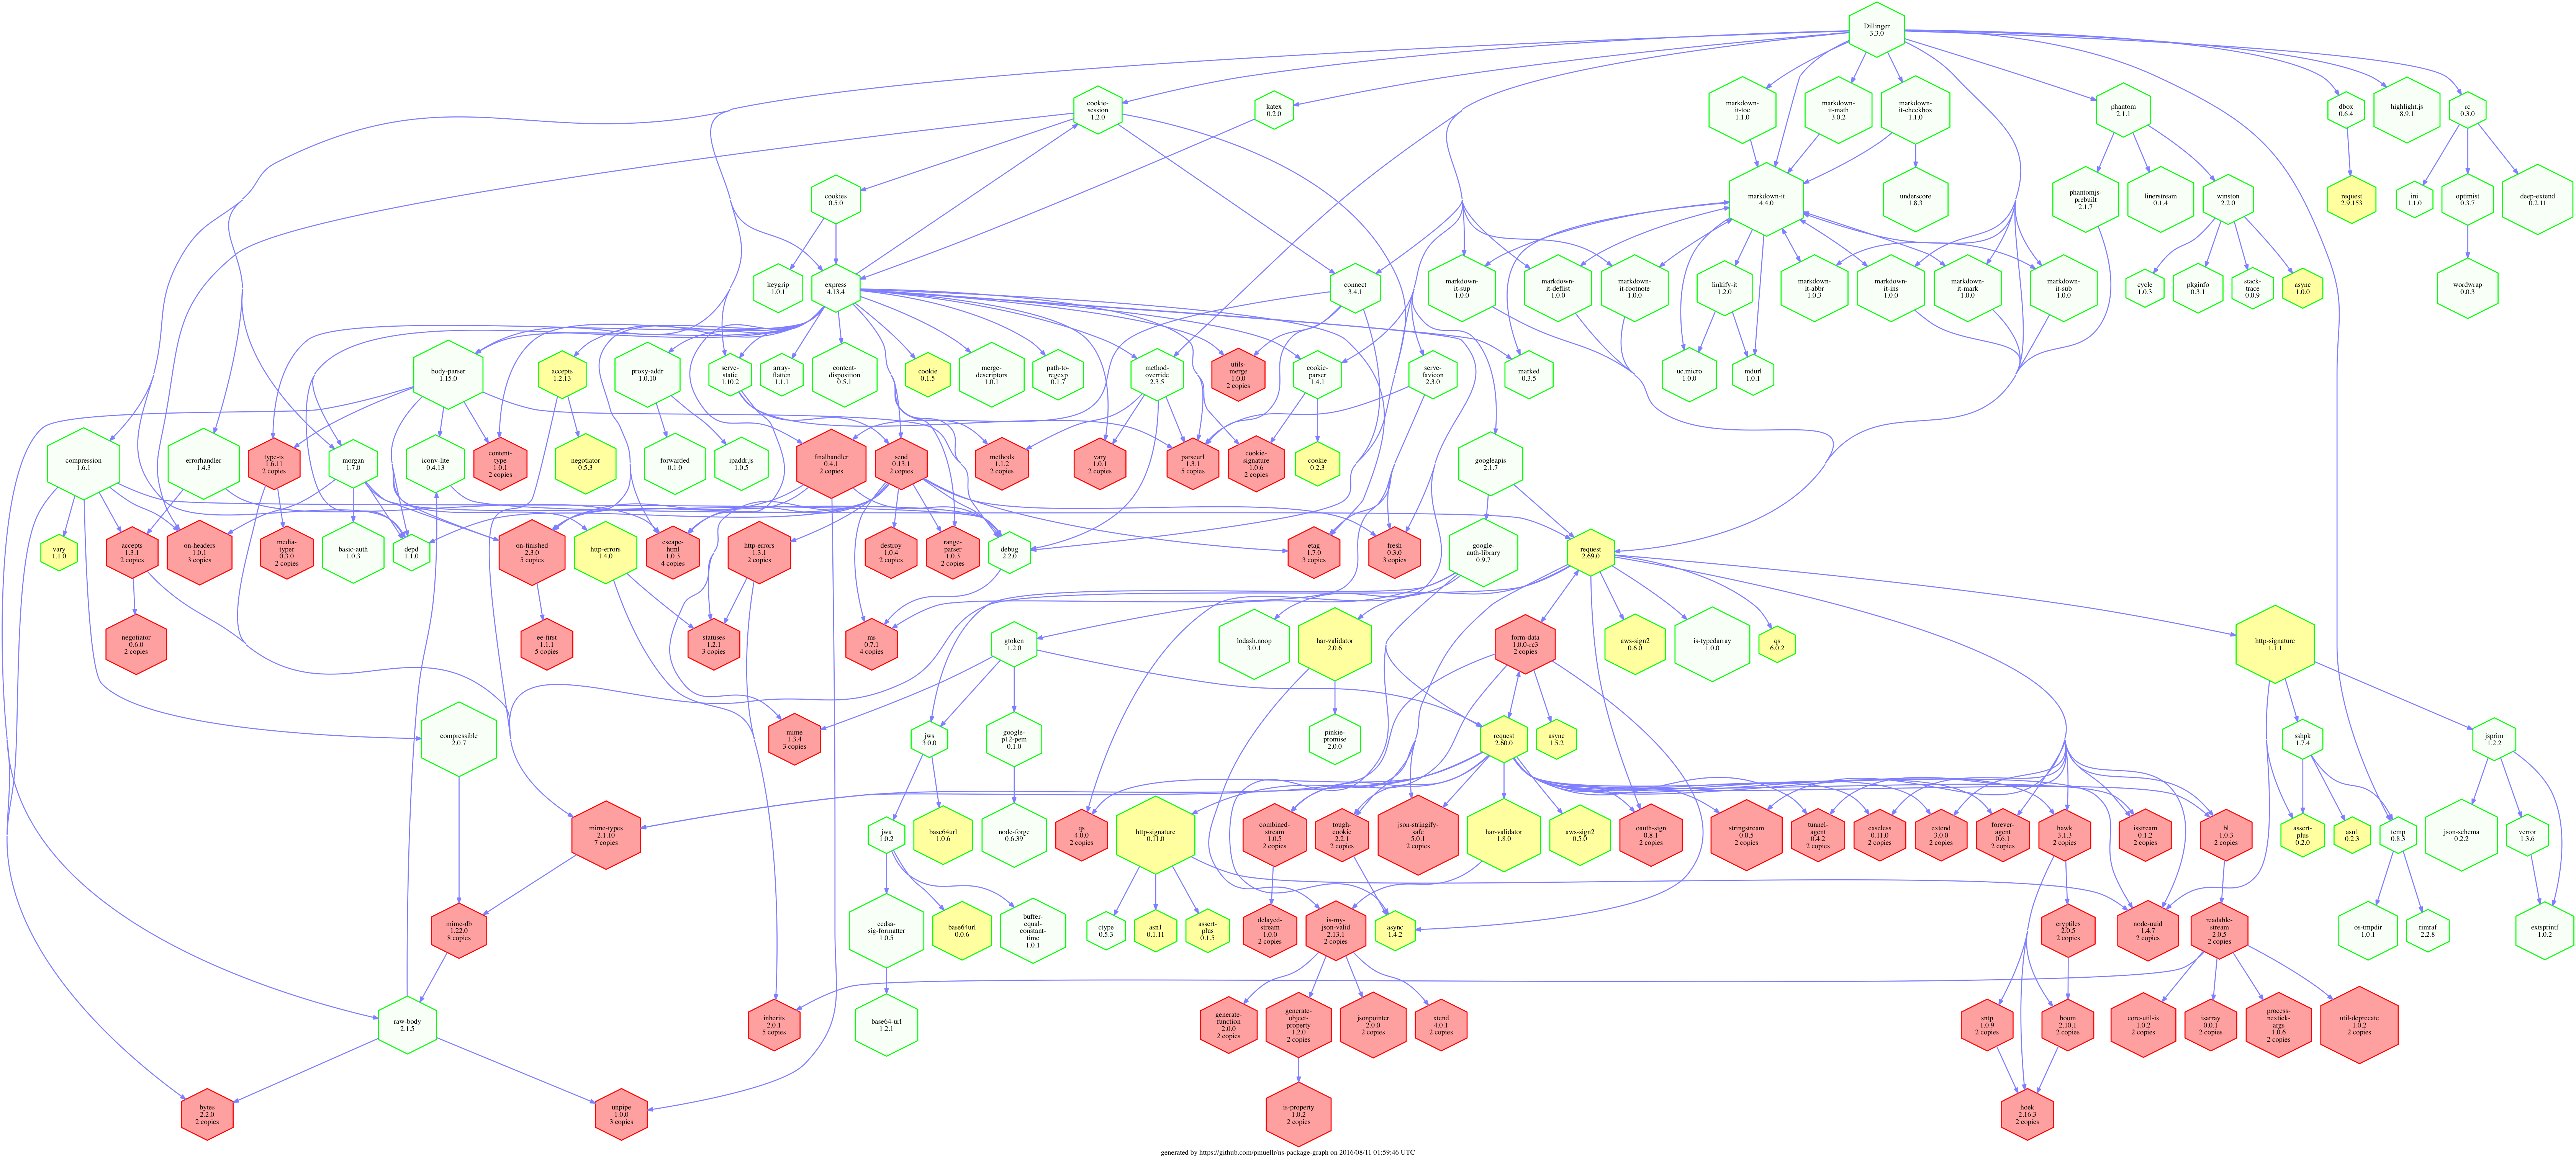 Dillinger
3.3.0
cookie-
session
1.2.0
katex
0.2.0
markdown-
it-toc
1.1.0
markdown-
it-math
3.0.2
markdown-
it-checkbox
1.1.0
phantom
2.1.1
dbox
0.6.4
highlight.js
8.9.1
rc
0.3.0
cookies
0.5.0
markdown-it
4.4.0
underscore
1.8.3
phantomjs-
prebuilt
2.1.7
linerstream
0.1.4
winston
2.2.0
request
2.9.153
ini
1.1.0
optimist
0.3.7
deep-extend
0.2.11
keygrip
1.0.1
express
4.13.4
connect
3.4.1
markdown-
it-sup
1.0.0
markdown-
it-deflist
1.0.0
markdown-
it-footnote
1.0.0
linkify-it
1.2.0
markdown-
it-abbr
1.0.3
markdown-
it-ins
1.0.0
markdown-
it-mark
1.0.0
markdown-
it-sub
1.0.0
cycle
1.0.3
pkginfo
0.3.1
stack-
trace
0.0.9
async
1.0.0
wordwrap
0.0.3
body-parser
1.15.0
accepts
1.2.13
proxy-addr
1.0.10
serve-
static
1.10.2
array-
flatten
1.1.1
content-
disposition
0.5.1
cookie
0.1.5
merge-
descriptors
1.0.1
path-to-
regexp
0.1.7
method-
override
2.3.5
utils-
merge
1.0.0
2 copies
cookie-
parser
1.4.1
serve-
favicon
2.3.0
marked
0.3.5
uc.micro
1.0.0
mdurl
1.0.1
compression
1.6.1
errorhandler
1.4.3
type-is
1.6.11
2 copies
morgan
1.7.0
iconv-lite
0.4.13
content-
type
1.0.1
2 copies
negotiator
0.5.3
forwarded
0.1.0
ipaddr.js
1.0.5
finalhandler
0.4.1
2 copies
send
0.13.1
2 copies
methods
1.1.2
2 copies
vary
1.0.1
2 copies
parseurl
1.3.1
5 copies
cookie-
signature
1.0.6
2 copies
cookie
0.2.3
googleapis
2.1.7
vary
1.1.0
accepts
1.3.1
2 copies
on-headers
1.0.1
3 copies
media-
typer
0.3.0
2 copies
basic-auth
1.0.3
depd
1.1.0
on-finished
2.3.0
5 copies
http-errors
1.4.0
escape-
html
1.0.3
4 copies
http-errors
1.3.1
2 copies
destroy
1.0.4
2 copies
range-
parser
1.0.3
2 copies
debug
2.2.0
etag
1.7.0
3 copies
fresh
0.3.0
3 copies
google-
auth-library
0.9.7
request
2.69.0
negotiator
0.6.0
2 copies
ee-first
1.1.1
5 copies
statuses
1.2.1
3 copies
ms
0.7.1
4 copies
gtoken
1.2.0
lodash.noop
3.0.1
har-validator
2.0.6
form-data
1.0.0-rc3
2 copies
aws-sign2
0.6.0
is-typedarray
1.0.0
qs
6.0.2
http-signature
1.1.1
compressible
2.0.7
mime
1.3.4
3 copies
jws
3.0.0
google-
p12-pem
0.1.0
pinkie-
promise
2.0.0
request
2.60.0
async
1.5.2
sshpk
1.7.4
jsprim
1.2.2
mime-types
2.1.10
7 copies
jwa
1.0.2
base64url
1.0.6
node-forge
0.6.39
qs
4.0.0
2 copies
http-signature
0.11.0
combined-
stream
1.0.5
2 copies
tough-
cookie
2.2.1
2 copies
json-stringify-
safe
5.0.1
2 copies
har-validator
1.8.0
aws-sign2
0.5.0
oauth-sign
0.8.1
2 copies
stringstream
0.0.5
2 copies
tunnel-
agent
0.4.2
2 copies
caseless
0.11.0
2 copies
extend
3.0.0
2 copies
forever-
agent
0.6.1
2 copies
hawk
3.1.3
2 copies
isstream
0.1.2
2 copies
bl
1.0.3
2 copies
assert-
plus
0.2.0
asn1
0.2.3
temp
0.8.3
json-schema
0.2.2
verror
1.3.6
mime-db
1.22.0
8 copies
ecdsa-
sig-formatter
1.0.5
base64url
0.0.6
buffer-
equal-
constant-
time
1.0.1
ctype
0.5.3
asn1
0.1.11
assert-
plus
0.1.5
delayed-
stream
1.0.0
2 copies
is-my-
json-valid
2.13.1
2 copies
async
1.4.2
cryptiles
2.0.5
2 copies
node-uuid
1.4.7
2 copies
readable-
stream
2.0.5
2 copies
os-tmpdir
1.0.1
rimraf
2.2.8
extsprintf
1.0.2
raw-body
2.1.5
inherits
2.0.1
5 copies
base64-url
1.2.1
generate-
function
2.0.0
2 copies
generate-
object-
property
1.2.0
2 copies
jsonpointer
2.0.0
2 copies
xtend
4.0.1
2 copies
sntp
1.0.9
2 copies
boom
2.10.1
2 copies
core-util-is
1.0.2
2 copies
isarray
0.0.1
2 copies
process-
nextick-
args
1.0.6
2 copies
util-deprecate
1.0.2
2 copies
bytes
2.2.0
2 copies
unpipe
1.0.0
3 copies
is-property
1.0.2
2 copies
hoek
2.16.3
2 copies
generated by https://github.com/pmuellr/ns-package-graph on 2016/08/11 01:59:46 UTC